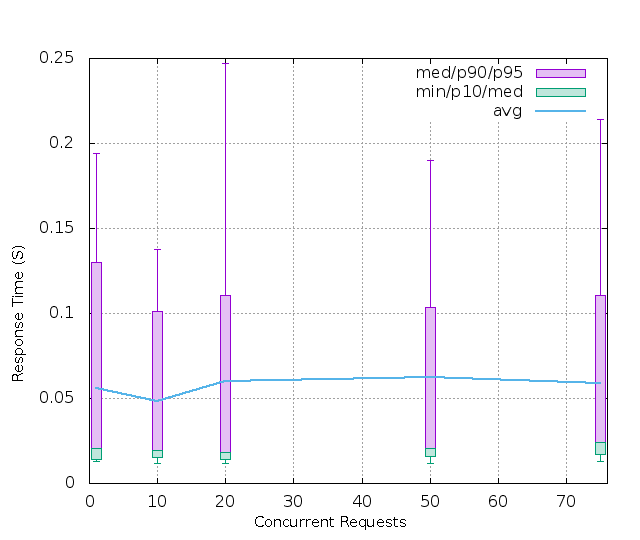 0.25
0.2
0.15
0.1
0.05
0
Response Time (S)
med/p90/p95
min/p10/med
avg
0 10 20 30 40 50 60 70
Concurrent Requests